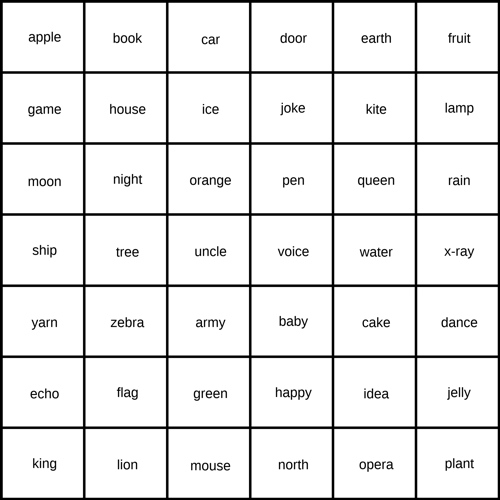 apple book car door earth fruit
game house ice joke kite lamp
moon night orange pen queen rain
ship tree uncle voice water x-ray
yarn zebra army baby cake dance
echo flag green happy idea jelly
king lion mouse north opera plant